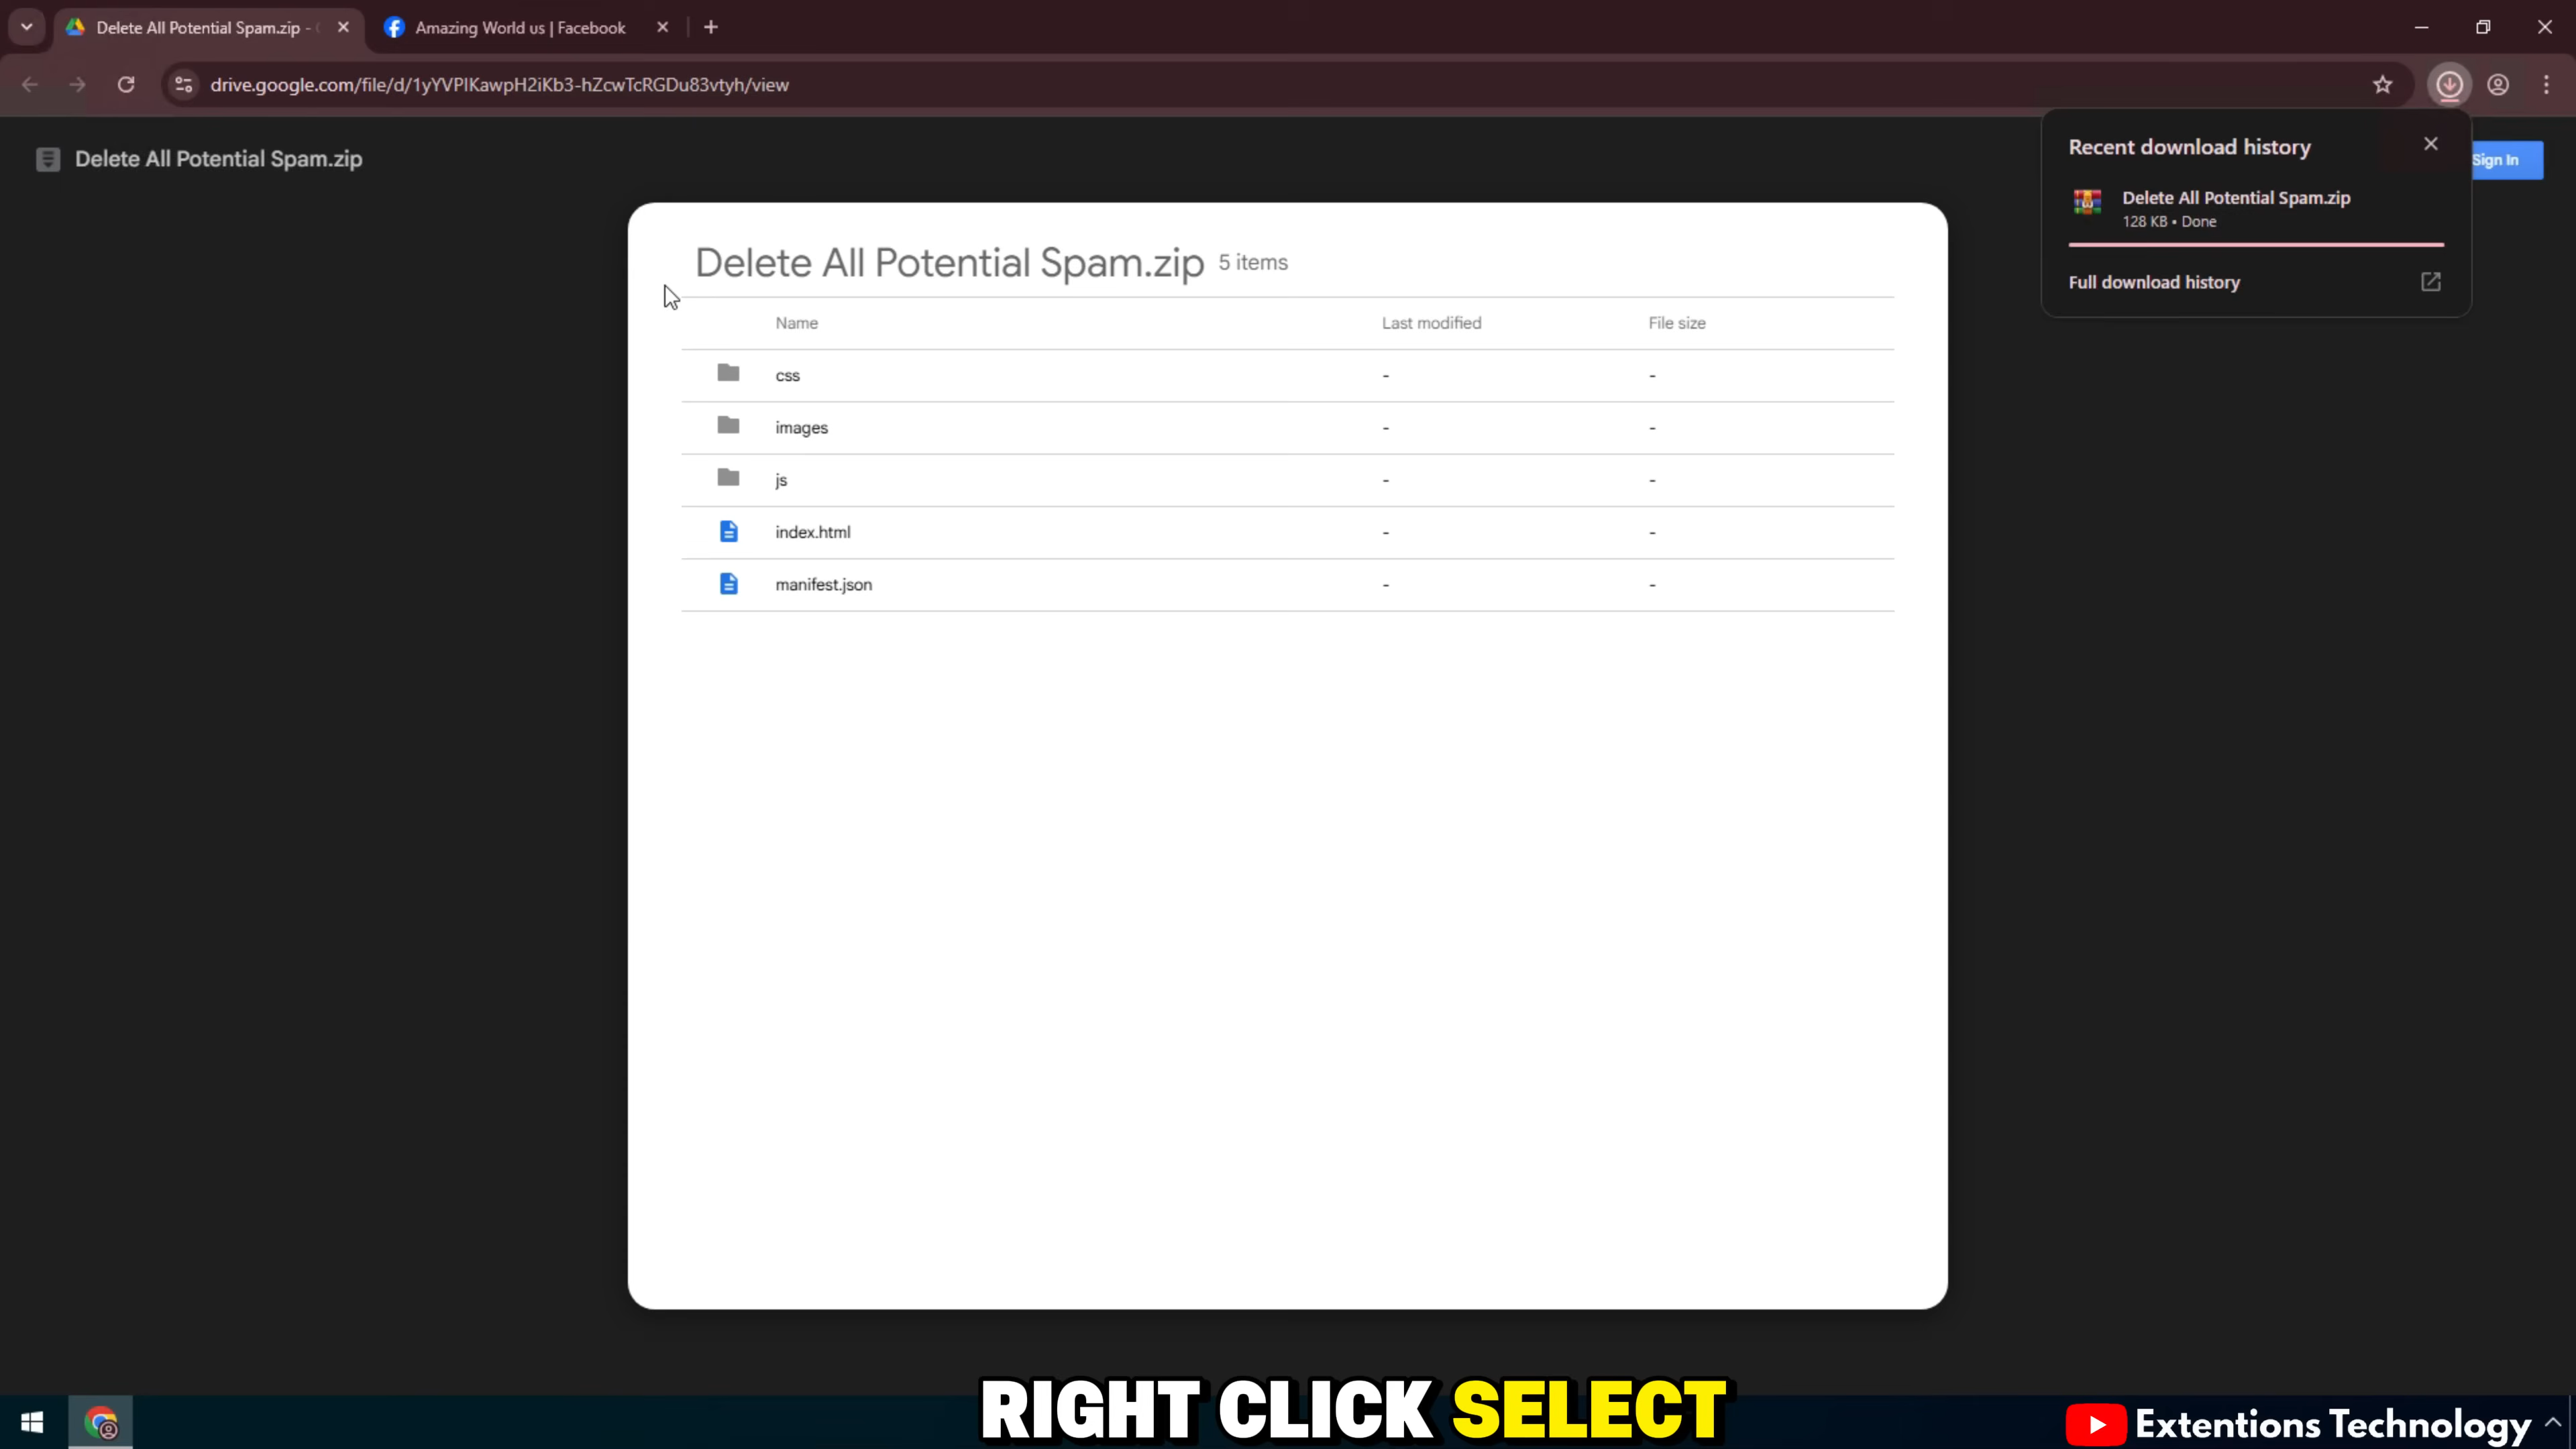 Delete All Potential Spam.zip - (
Amazing World us | Facebook
drive.google.com/file/d/1yYVPlKawpH2iKb3-hZcwTcRGDu83vtyh/view
Delete All Potential Spam.zip
Recent download history
Sign In
Delete All Potential Spam.zip
128 KB • Done
Full download history
Delete All Potential Spam.zip 5 items
Name Last modified File size
css - -
images - -
js - -
index.html - -
manifest.json - -
RIGHT CLICK SELECT
Extentions Technology